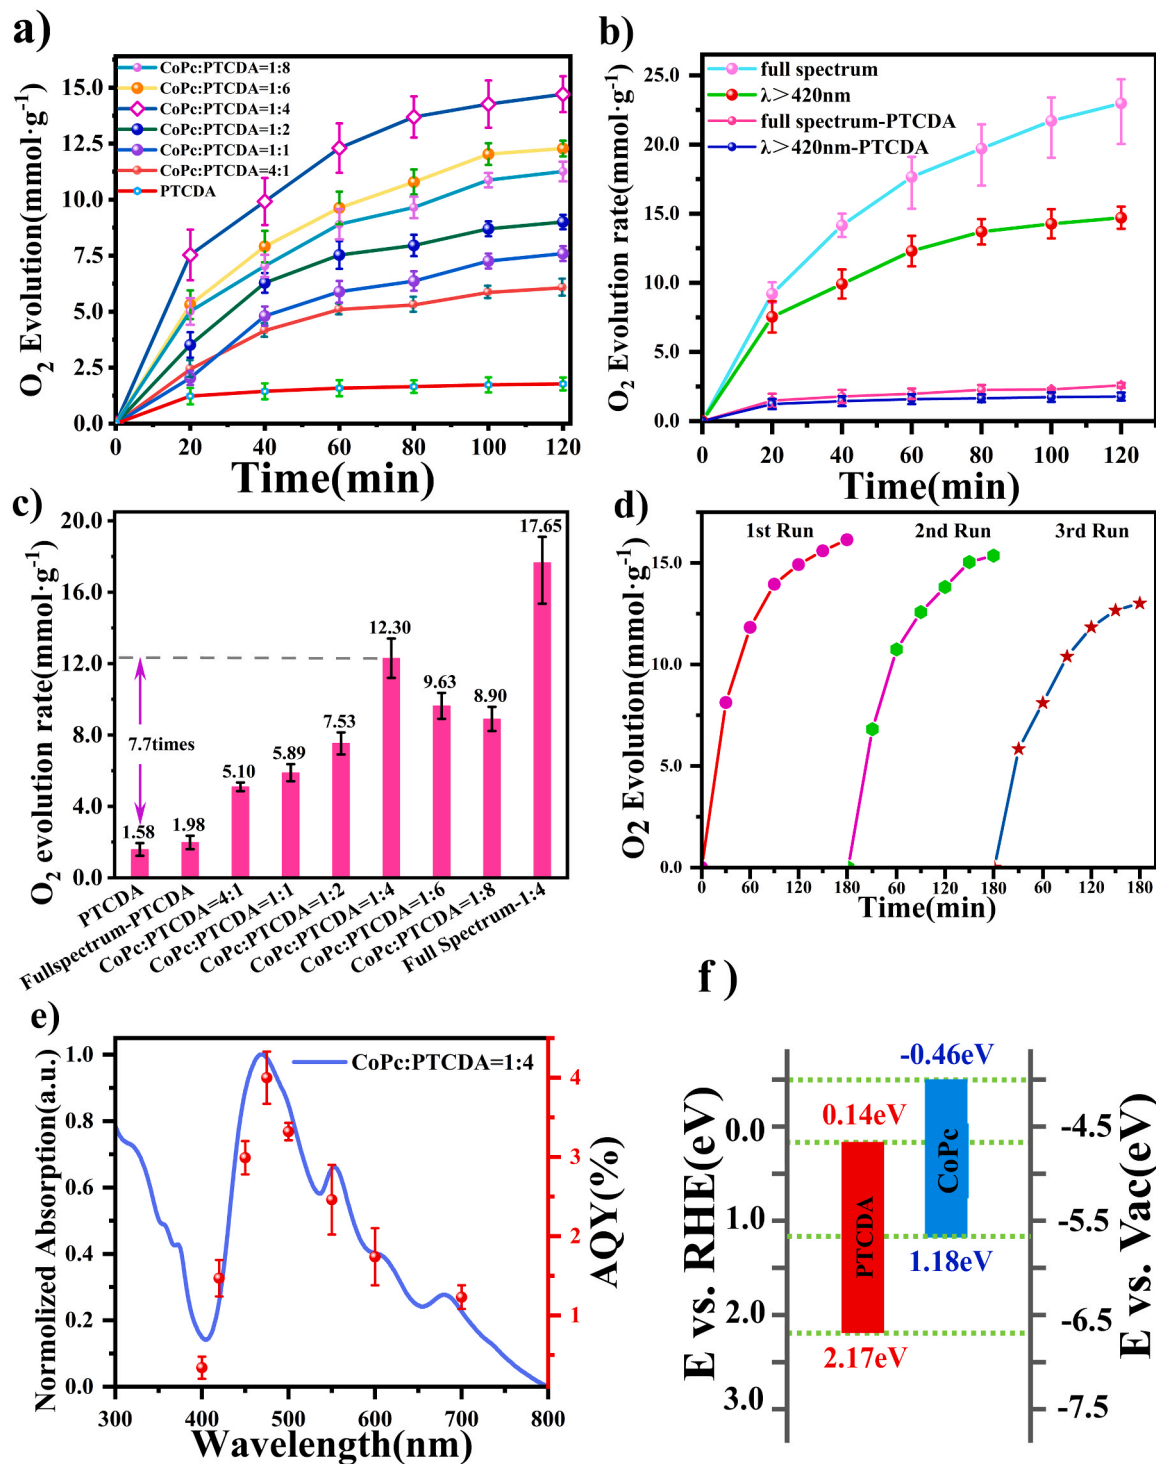 a)
O2 Evolution(mmol·g-1)
15.0
12.5
10.0
7.5
5.0
2.5
0.0
CoPc:PTCDA=1:8
CoPc:PTCDA=1:6
CoPc:PTCDA=1:4
CoPc:PTCDA=1:2
CoPc:PTCDA=1:1
CoPc:PTCDA=4:1
PTCDA
0 20 40 60 80 100 120
Time(min)
b)
O2 Evolution rate(mmol·g-1)
25.0
20.0
15.0
10.0
5.0
0.0
full spectrum
λ>420nm
full spectrum-PTCDA
λ>420nm-PTCDA
0 20 40 60 80 100 120
Time(min)
c)
O2 evolution rate(mmol·g-1)
20.0
16.0
12.0
8.0
4.0
0.0
7.7times
1.58
1.98
5.10
5.89
7.53
12.30
9.63
8.90
17.65
PTCDA
Fullspectrum-PTCDA
CoPc:PTCDA=4:1
CoPc:PTCDA=1:1
CoPc:PTCDA=1:2
CoPc:PTCDA=1:4
CoPc:PTCDA=1:6
CoPc:PTCDA=1:8
Full Spectrum-1:4
d)
O2 Evolution(mmol·g-1)
15.0
10.0
5.0
0.0
1st Run 2nd Run 3rd Run
0 60 120 180 60 120 180 60 120 180
Time(min)
e)
Normolized Absorption(a.u.)
1.0
0.8
0.6
0.4
0.2
0.0
CoPc:PTCDA=1:4
4
3
2
1
AQY(%)
300 400 500 600 700 800
Wavelength(nm)
f)
E vs. RHE(eV)
0.0
1.0
2.0
3.0
-0.46eV
0.14eV
PTCDA
CoPc
1.18eV
2.17eV
-4.5
-5.5
-6.5
-7.5
E vs. Vac(eV)